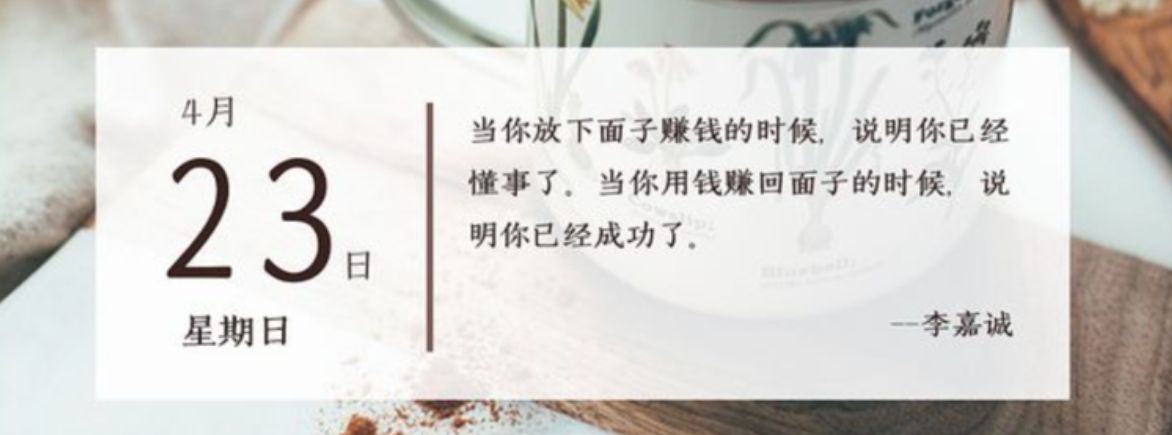 4月
23日
星期日
当你放下面子赚钱的时候，说明你已经
懂事了。当你用钱赚回面子的时候，说
明你已经成功了。
--李嘉诚